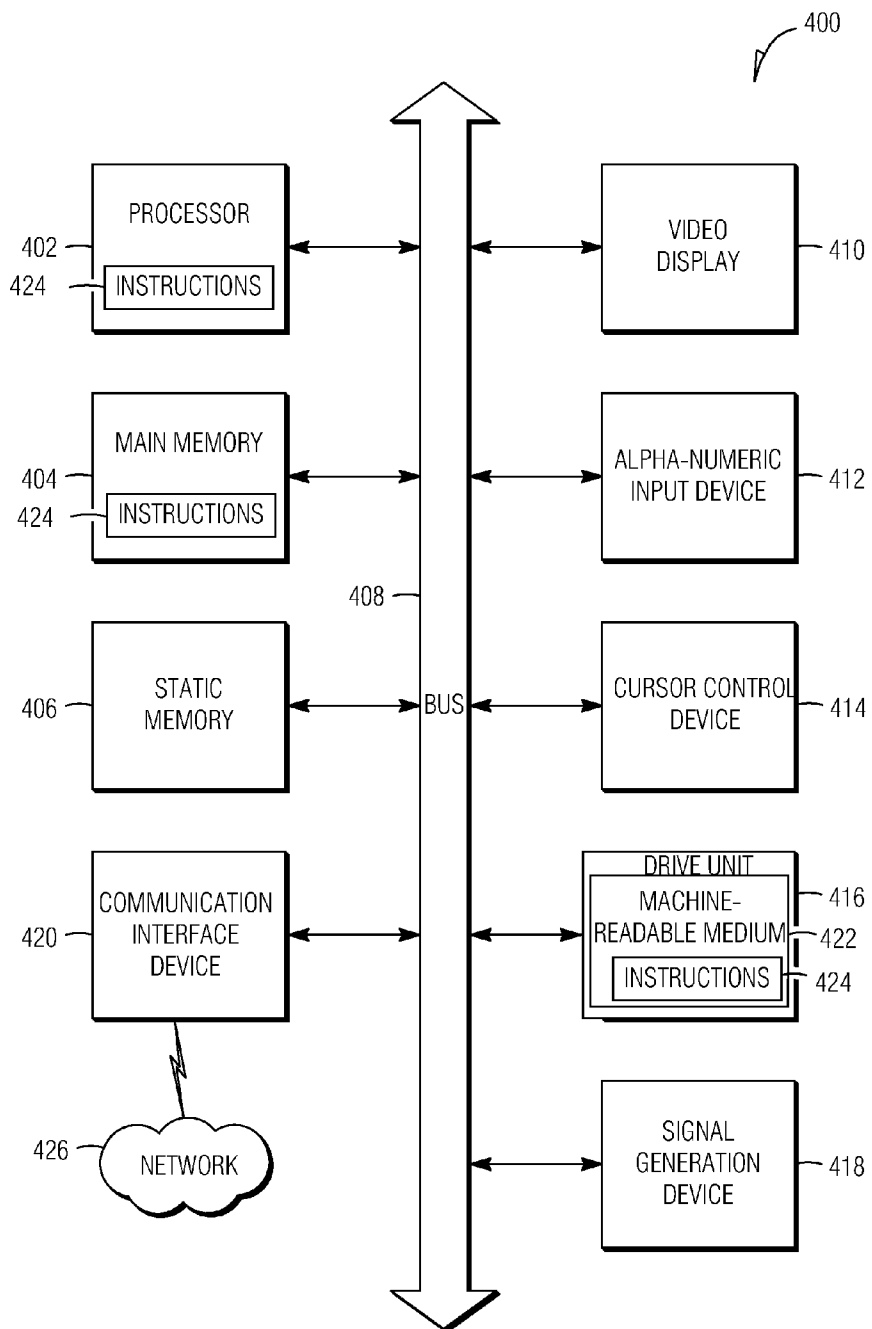 400
PROCESSOR
402
424
INSTRUCTIONS
VIDEO
DISPLAY
410
MAIN MEMORY
404
424
INSTRUCTIONS
ALPHA-NUMERIC
INPUT DEVICE
412
408
STATIC
MEMORY
406
BUS
CURSOR CONTROL
DEVICE
414
COMMUNICATION
INTERFACE
DEVICE
420
DRIVE UNIT
416
MACHINE-
READABLE MEDIUM
422
INSTRUCTIONS
424
426
NETWORK
SIGNAL
GENERATION
DEVICE
418